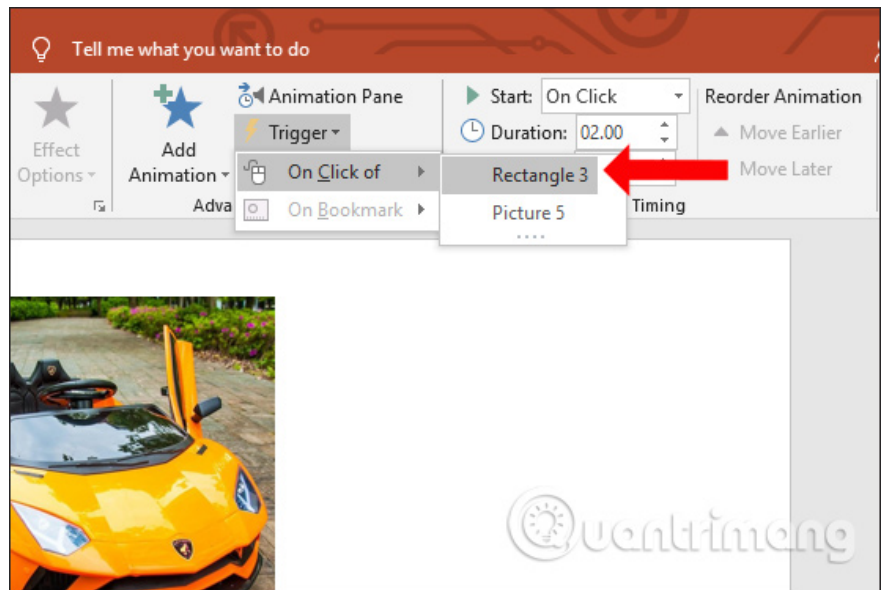 Tell me what you want to do
Effect
Options
Add
Animation
Animation Pane
Trigger
On Click of
On Bookmark
Rectangle 3
Picture 5
Start: On Click
Duration: 02.00
Reorder Animation
Move Earlier
Move Later
Adva
Timing
Quantrimang